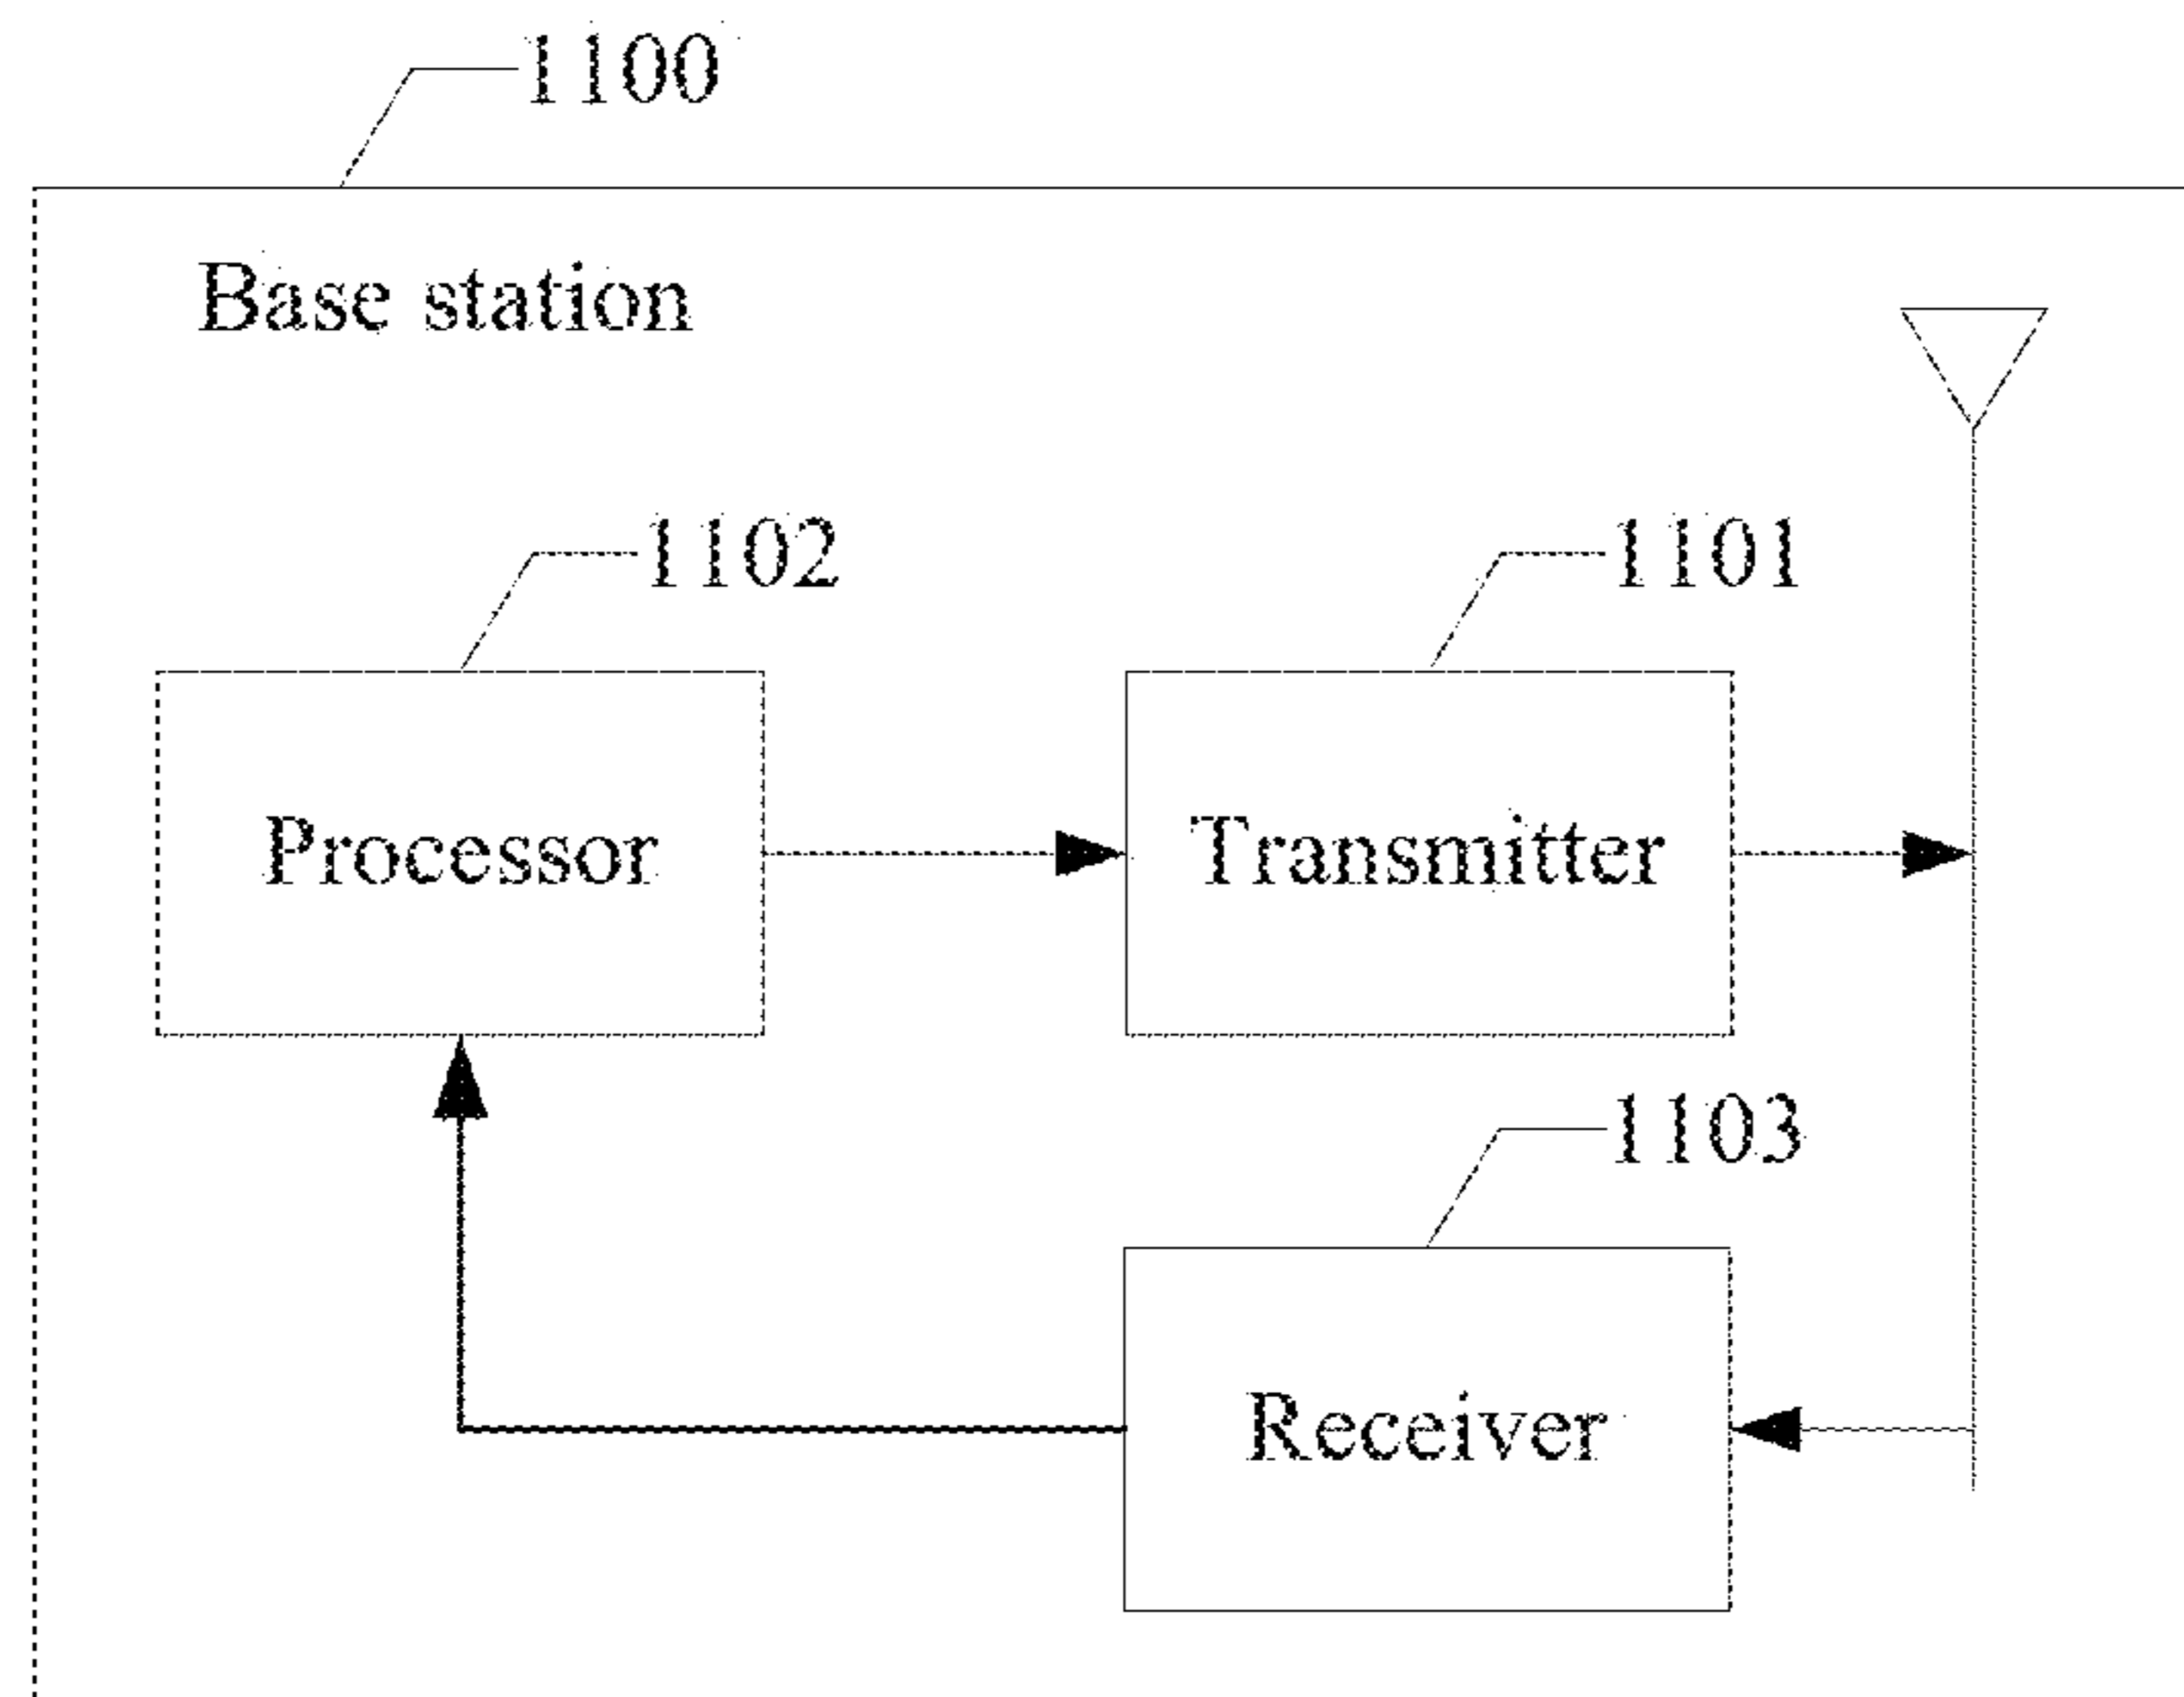 1100
Base station
1102
1101
Processor
Transmitter
1103
Receiver